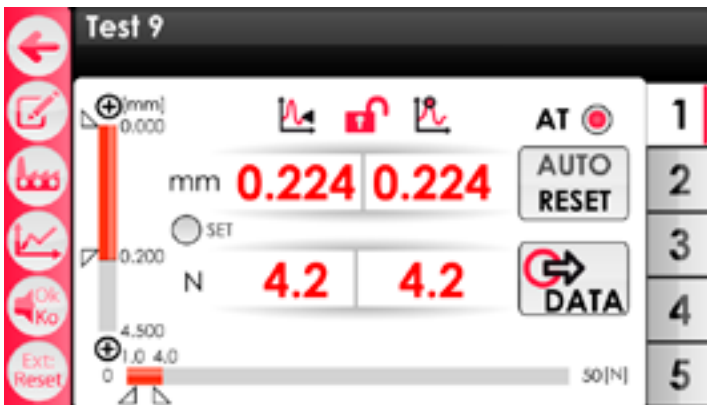 Test 9
[mm]
0.000
AT
1
mm 0.224 0.224
AUTO
RESET
2
SET
0.200
N 4.2 4.2
DATA
3
Ok
Ko
4
4.500
1.0 4.0
Ext:
Reset
0
50[N]
5